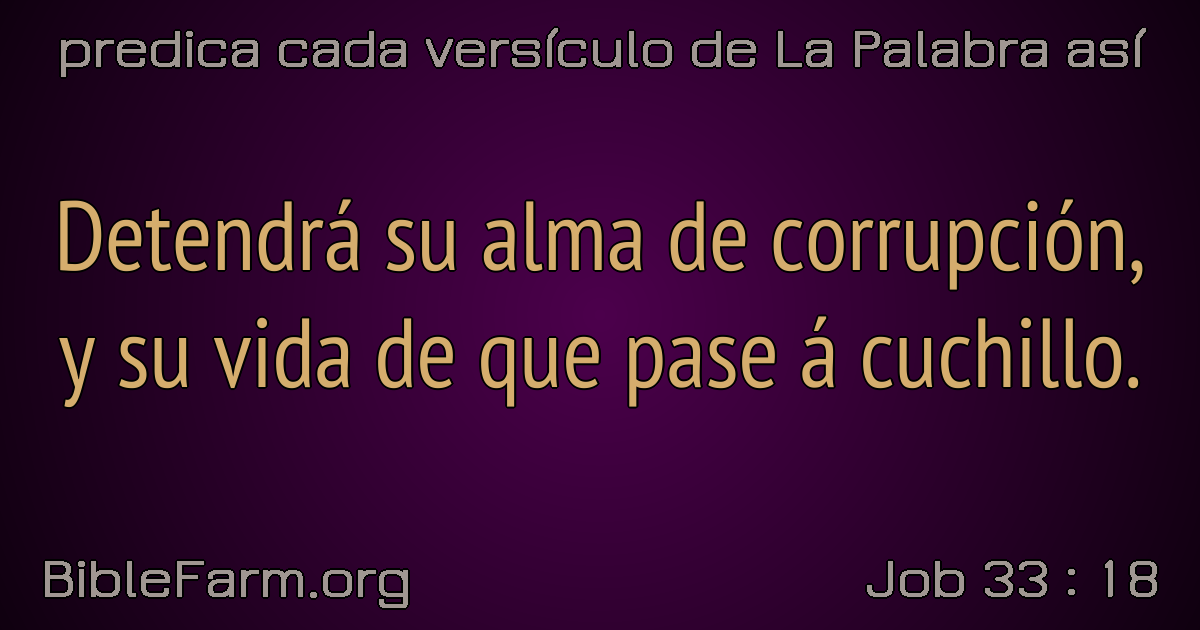 predica cada versículo de La Palabra así
Detendrá su alma de corrupción,
y su vida de que pase á cuchillo.
BibleFarm.org
Job 33 : 18